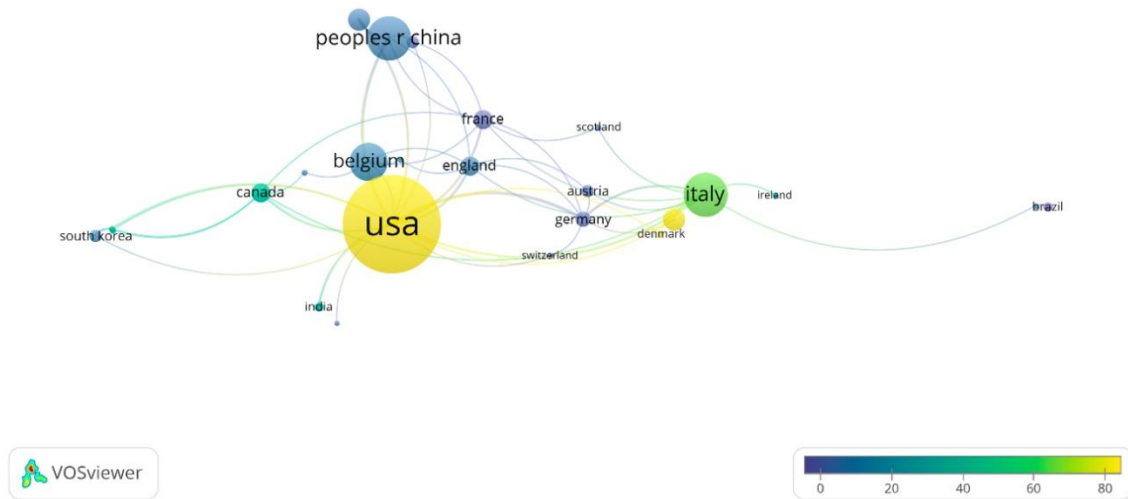 peoples r china
france
scotland
belgium
england
canada
austria
italy
ireland
usa
germany
brazil
south korea
denmark
switzerland
india
VOSviewer
0 20 40 60 80